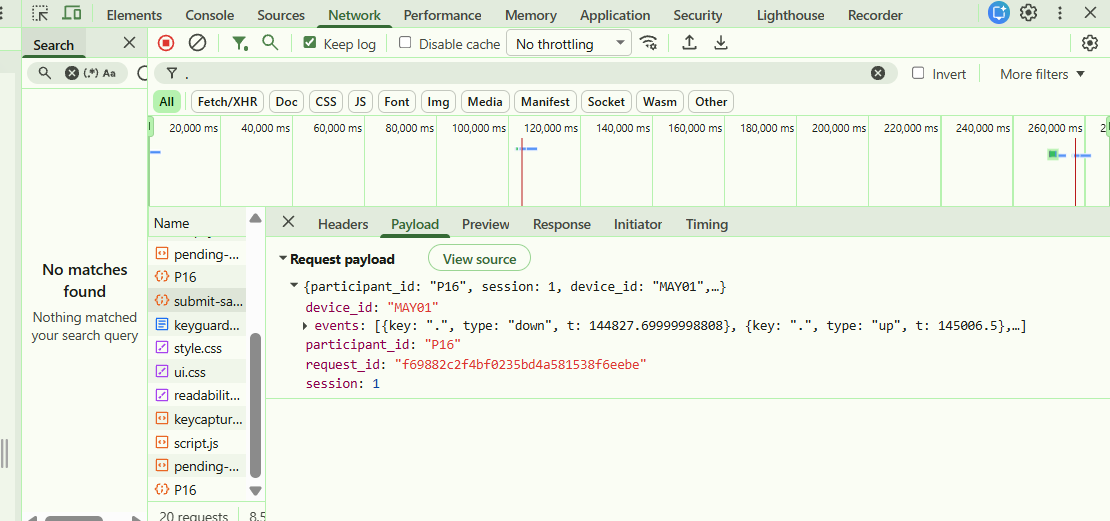 Elements Console Sources Network Performance Memory Application Security Lighthouse Recorder
Search
Keep log Disable cache No throttling
(.*) Aa
. Invert More filters
All Fetch/XHR Doc CSS JS Font Img Media Manifest Socket Wasm Other
20,000 ms 40,000 ms 60,000 ms 80,000 ms 100,000 ms 120,000 ms 140,000 ms 160,000 ms 180,000 ms 200,000 ms 220,000 ms 240,000 ms 260,000 ms 2
No matches
found
Nothing matched
your search query
Name
pending-...
P16
submit-sa...
keyguard...
style.css
ui.css
readabilit...
keycaptur...
script.js
pending-...
P16
20 requests 8.5
Headers Payload Preview Response Initiator Timing
Request payload View source
{participant_id: "P16", session: 1, device_id: "MAY01",…}
device_id: "MAY01"
events: [{key: ".", type: "down", t: 144827.69999998808}, {key: ".", type: "up", t: 145006.5},…]
participant_id: "P16"
request_id: "f69882c2f4bf0235bd4a581538f6eebe"
session: 1